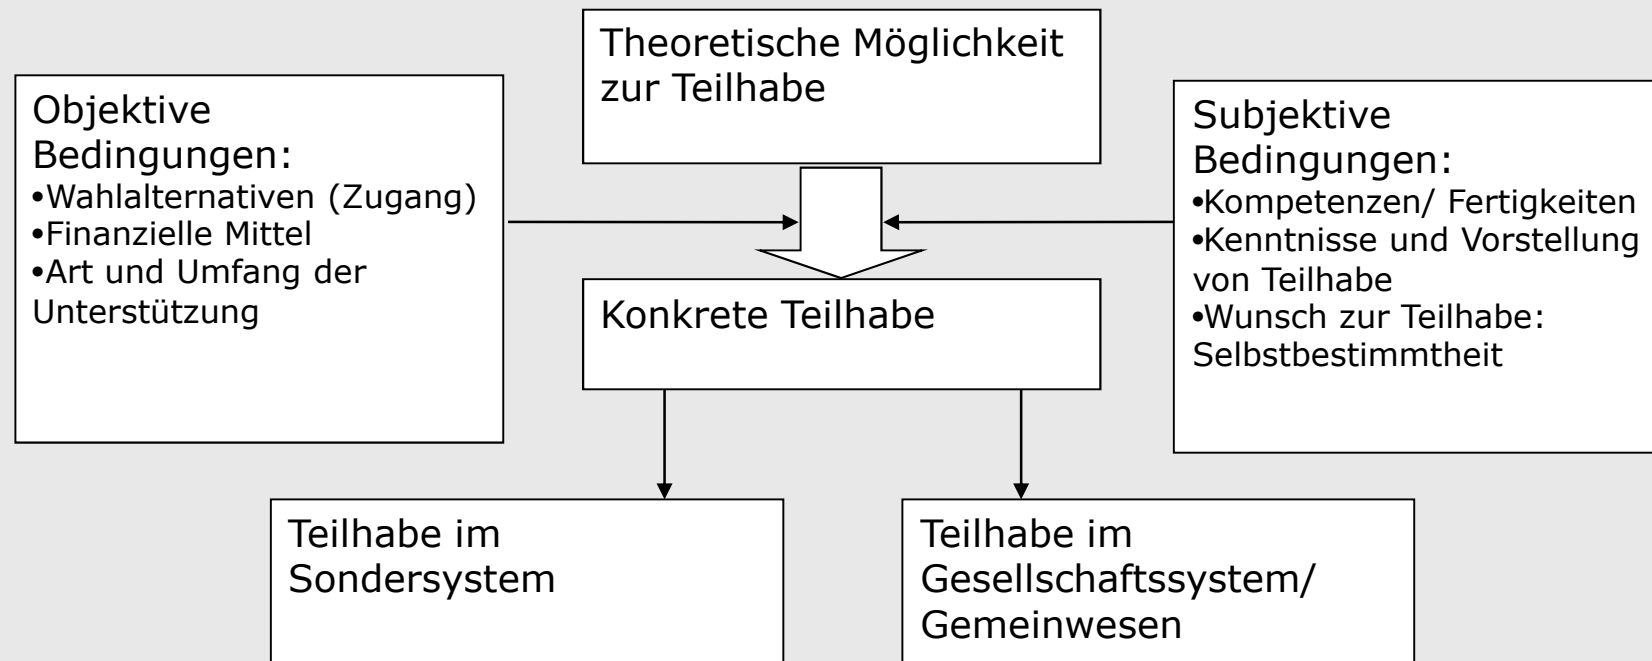 Theoretische Möglichkeit
zur Teilhabe
Objektive
Bedingungen:
•Wahlalternativen (Zugang)
•Finanzielle Mittel
•Art und Umfang der
Unterstützung
Subjektive
Bedingungen:
•Kompetenzen/ Fertigkeiten
•Kenntnisse und Vorstellung
von Teilhabe
•Wunsch zur Teilhabe:
Selbstbestimmtheit
Konkrete Teilhabe
Teilhabe im
Sondersystem
Teilhabe im
Gesellschaftssystem/
Gemeinwesen